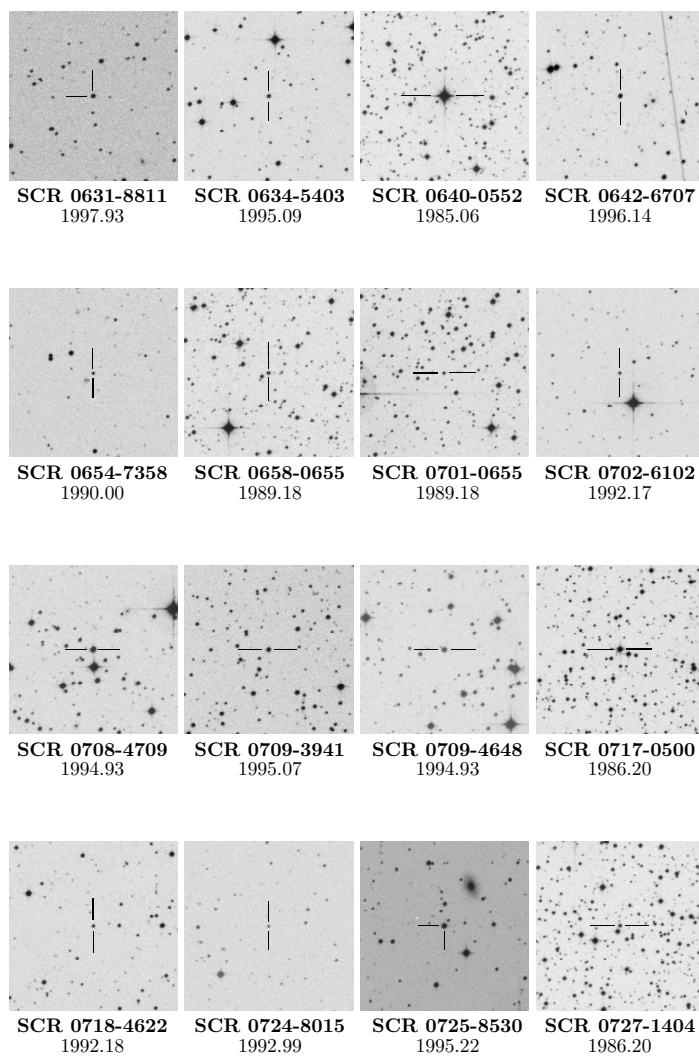 SCR 0631-8811 SCR 0634-5403 SCR 0640-0552 SCR 0642-6707
1997.93 1995.09 1985.06 1996.14
SCR 0654-7358 SCR 0658-0655 SCR 0701-0655 SCR 0702-6102
1990.00 1989.18 1989.18 1992.17
SCR 0708-4709 SCR 0709-3941 SCR 0709-4648 SCR 0717-0500
1994.93 1995.07 1994.93 1986.20
SCR 0718-4622 SCR 0724-8015 SCR 0725-8530 SCR 0727-1404
1992.18 1992.99 1995.22 1986.20